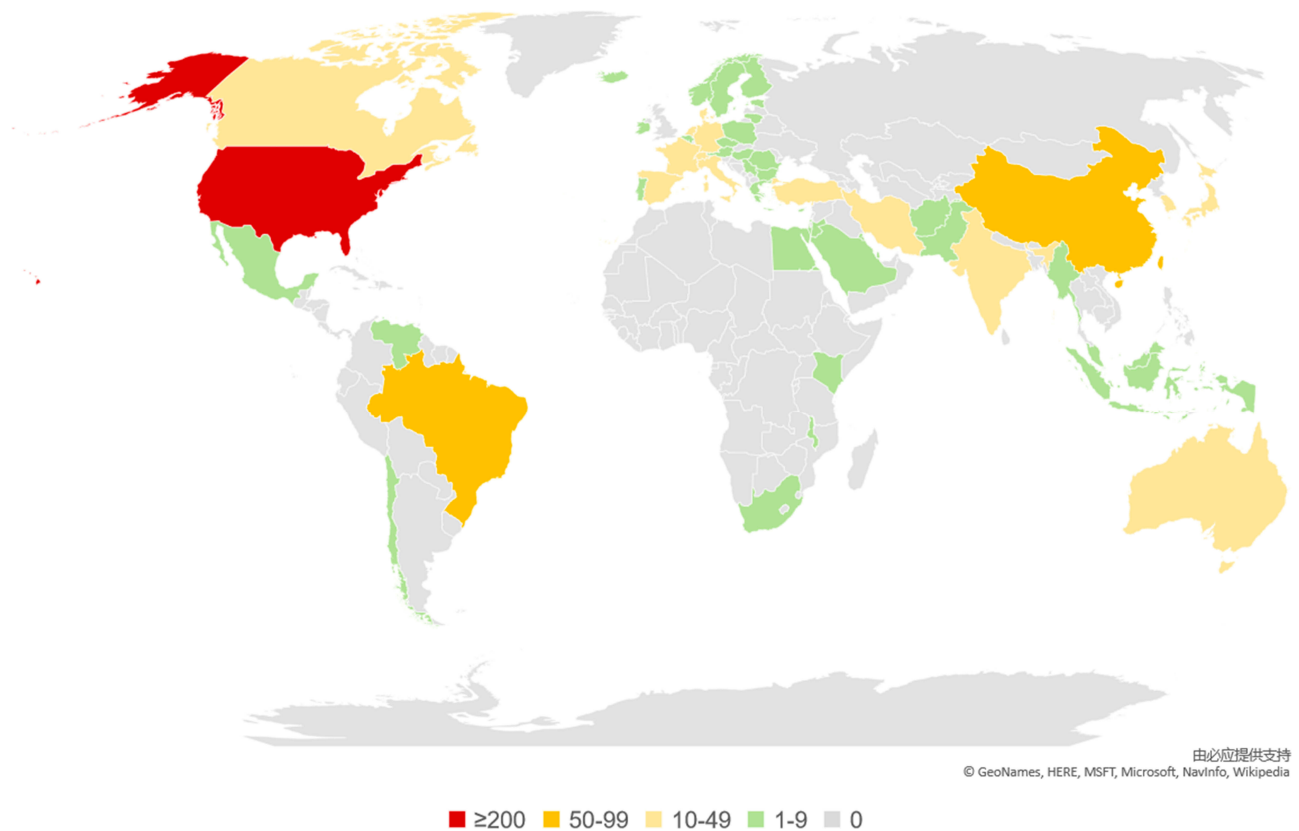 由必应提供支持
© GeoNames, HERE, MSFT, Microsoft, NavInfo, Wikipedia
≥200 50-99 10-49 1-9 0